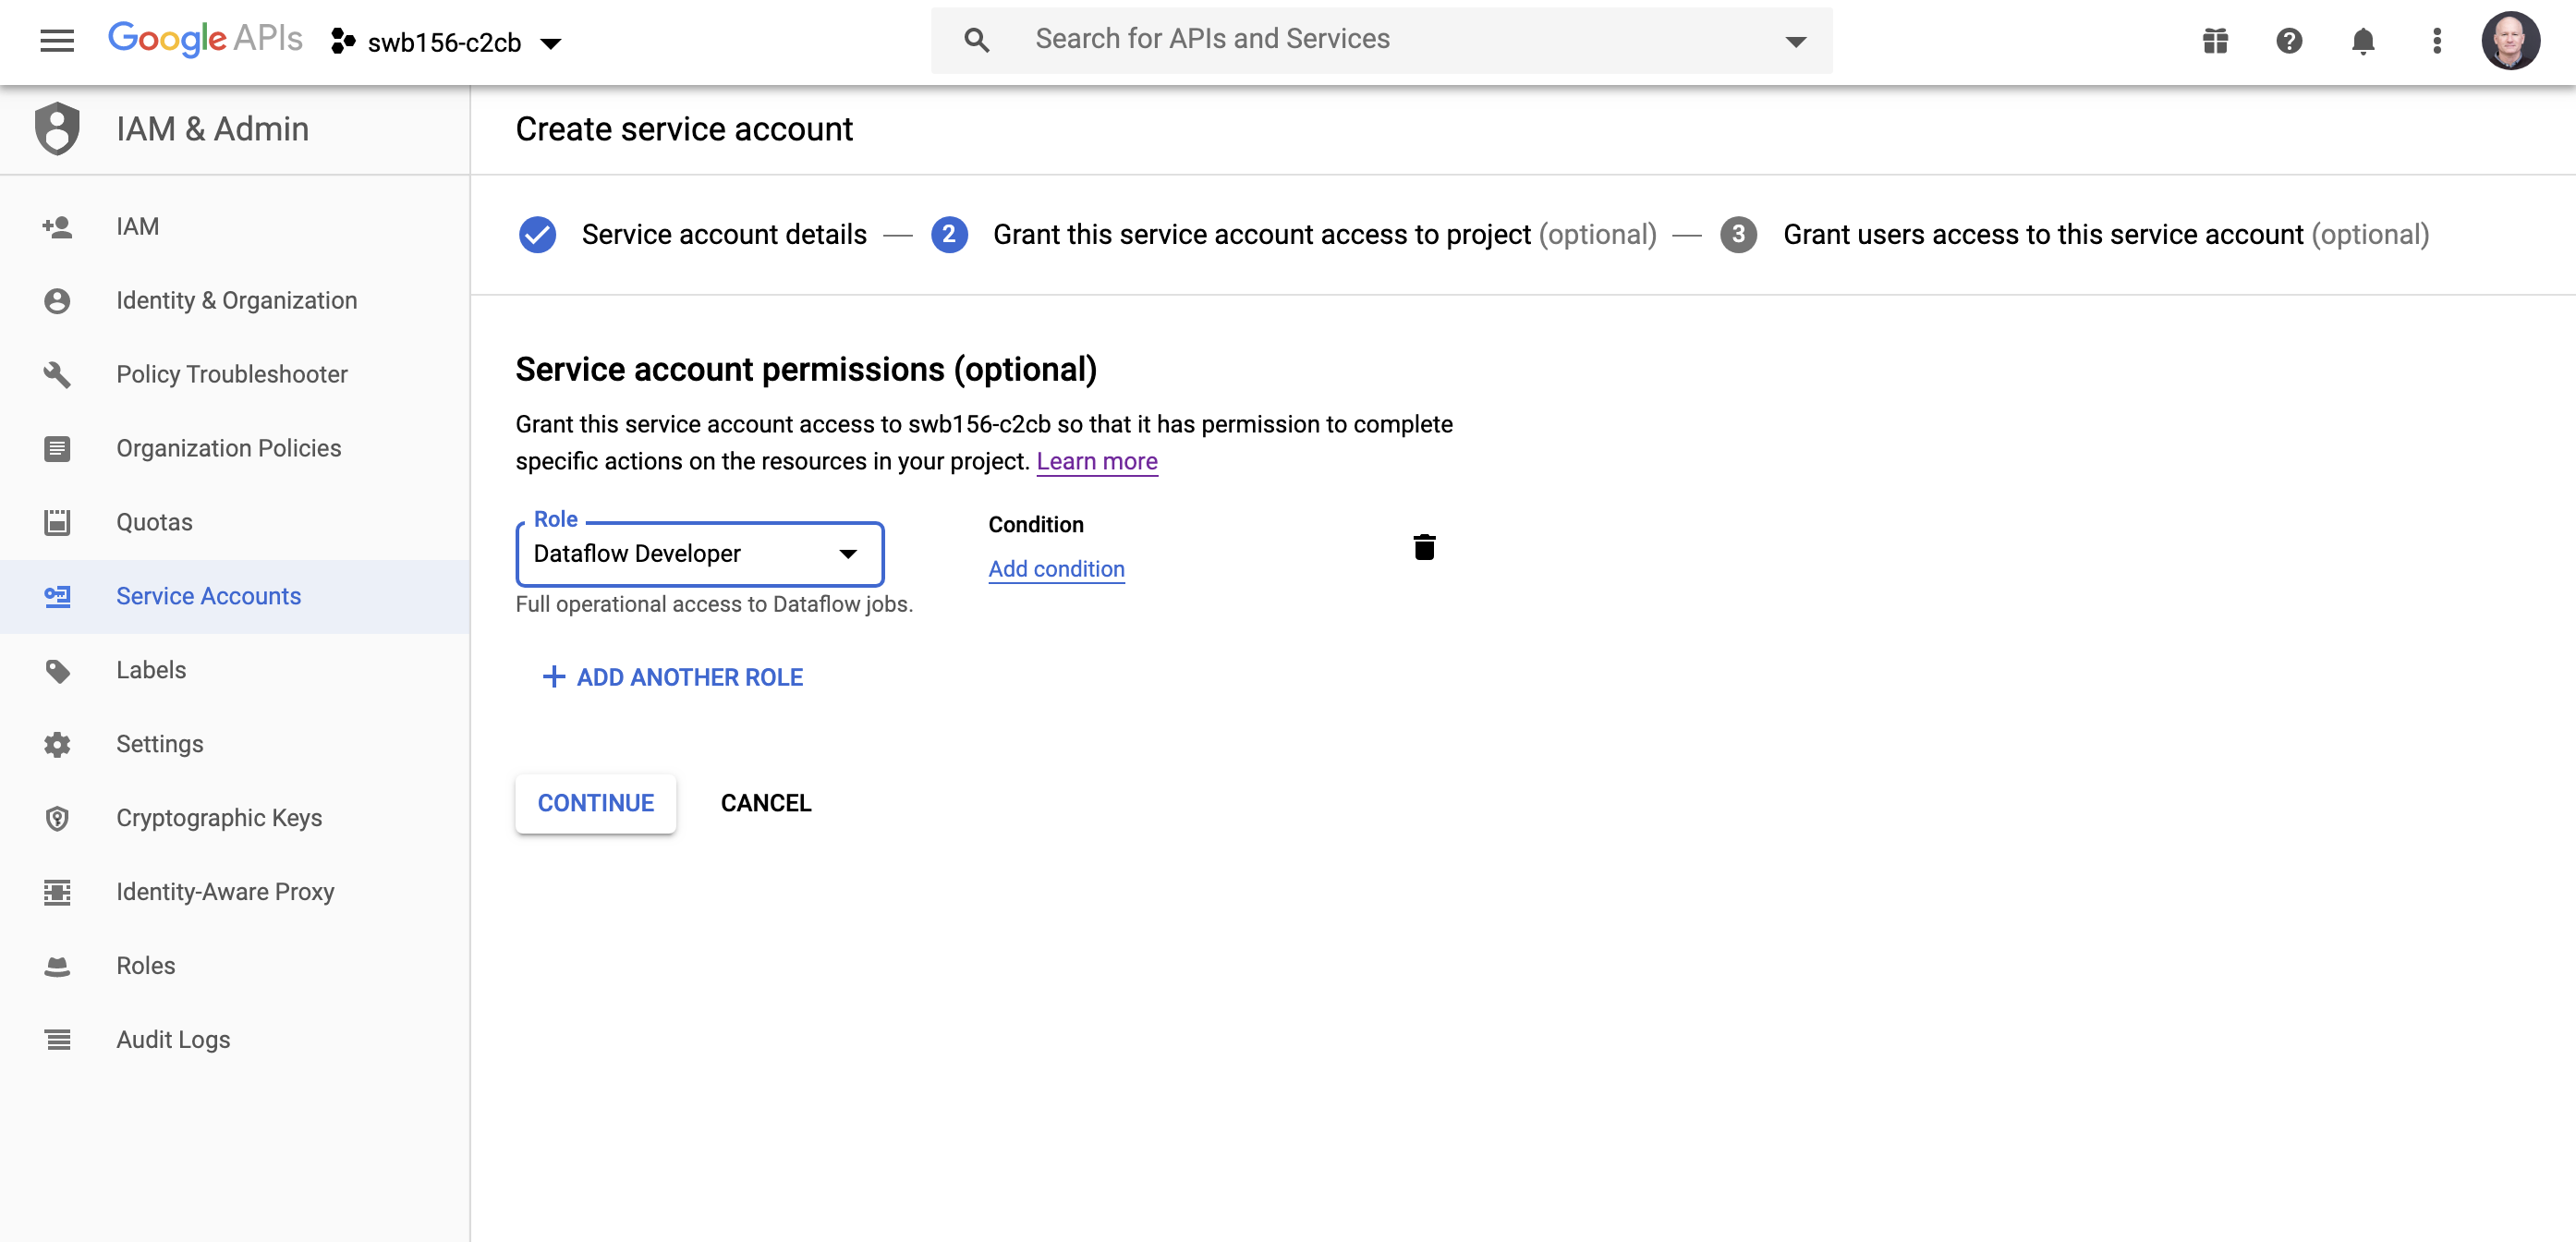 Google APIs
swb156-c2cb
Search for APIs and Services
IAM & Admin
Create service account
IAM
Identity & Organization
Policy Troubleshooter
Organization Policies
Quotas
Service Accounts
Labels
Settings
Cryptographic Keys
Identity-Aware Proxy
Roles
Audit Logs
Service account details — 2 Grant this service account access to project (optional) — 3 Grant users access to this service account (optional)
Service account permissions (optional)
Grant this service account access to swb156-c2cb so that it has permission to complete
specific actions on the resources in your project. Learn more
Role
Dataflow Developer
Full operational access to Dataflow jobs.
Condition
Add condition
ADD ANOTHER ROLE
CONTINUE
CANCEL